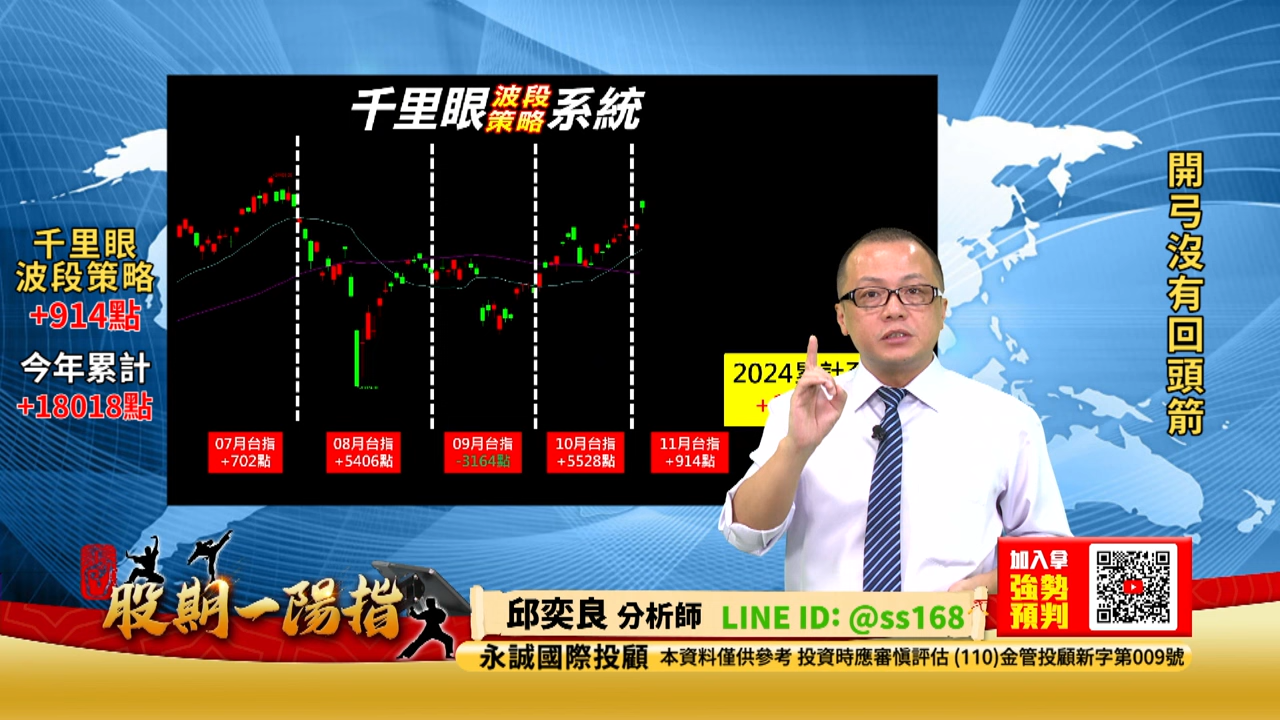 千里眼波段策略系統
千里眼
波段策略
+914點
今年累計
+18018點
07月台指
+702點
08月台指
+5406點
09月台指
-3164點
10月台指
+5528點
11月台指
+914點
2024累計
+
開弓沒有回頭箭
股期一陽指
邱奕良 分析師 LINE ID: @ss168
加入拿
強勢
預判
永誠國際投顧 本資料僅供參考 投資時應審慎評估 (110)金管投顧新字第009號